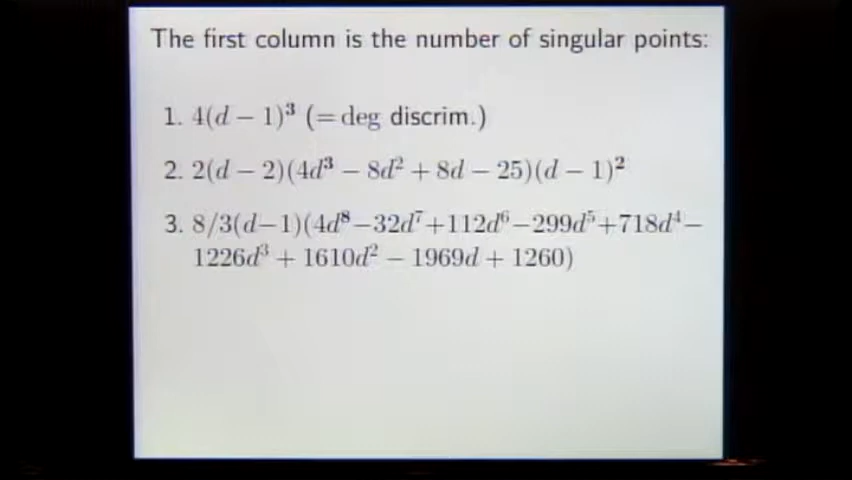 The first column is the number of singular points:
1. 4(d − 1)³ (= deg discrim.)
2. 2(d − 2)(4d³ − 8d² + 8d − 25)(d − 1)²
3. 8/3(d−1)(4d⁸−32d⁷+112d⁶−299d⁵+718d⁴−
1226d³ + 1610d² − 1969d + 1260)